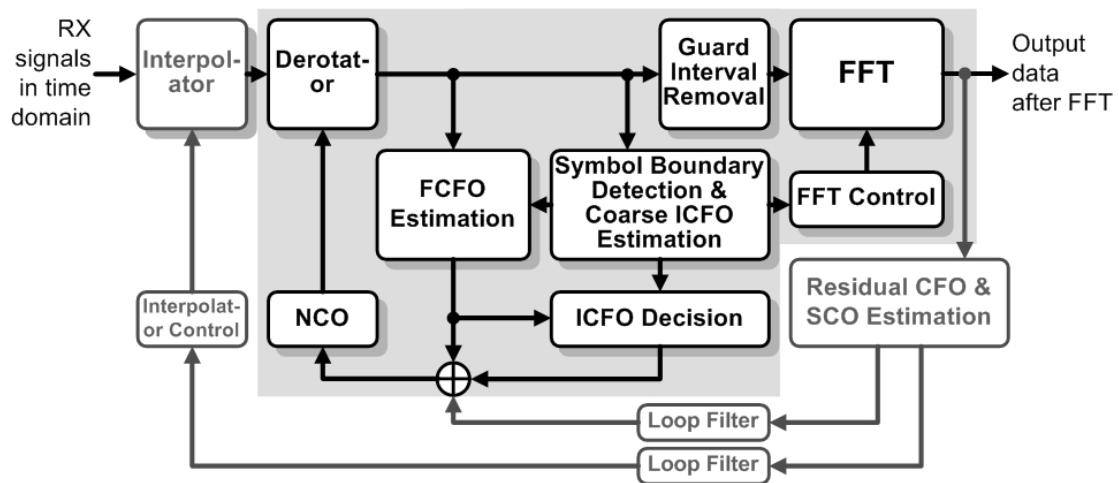 RX
signals
in time
domain
Interpol-
ator
Derotat-
or
Guard
Interval
Removal
FFT
Output
data
after FFT
FCFO
Estimation
Symbol Boundary
Detection &
Coarse ICFO
Estimation
FFT Control
Interpolat-
or Control
NCO
ICFO Decision
Residual CFO &
SCO Estimation
Loop Filter
Loop Filter